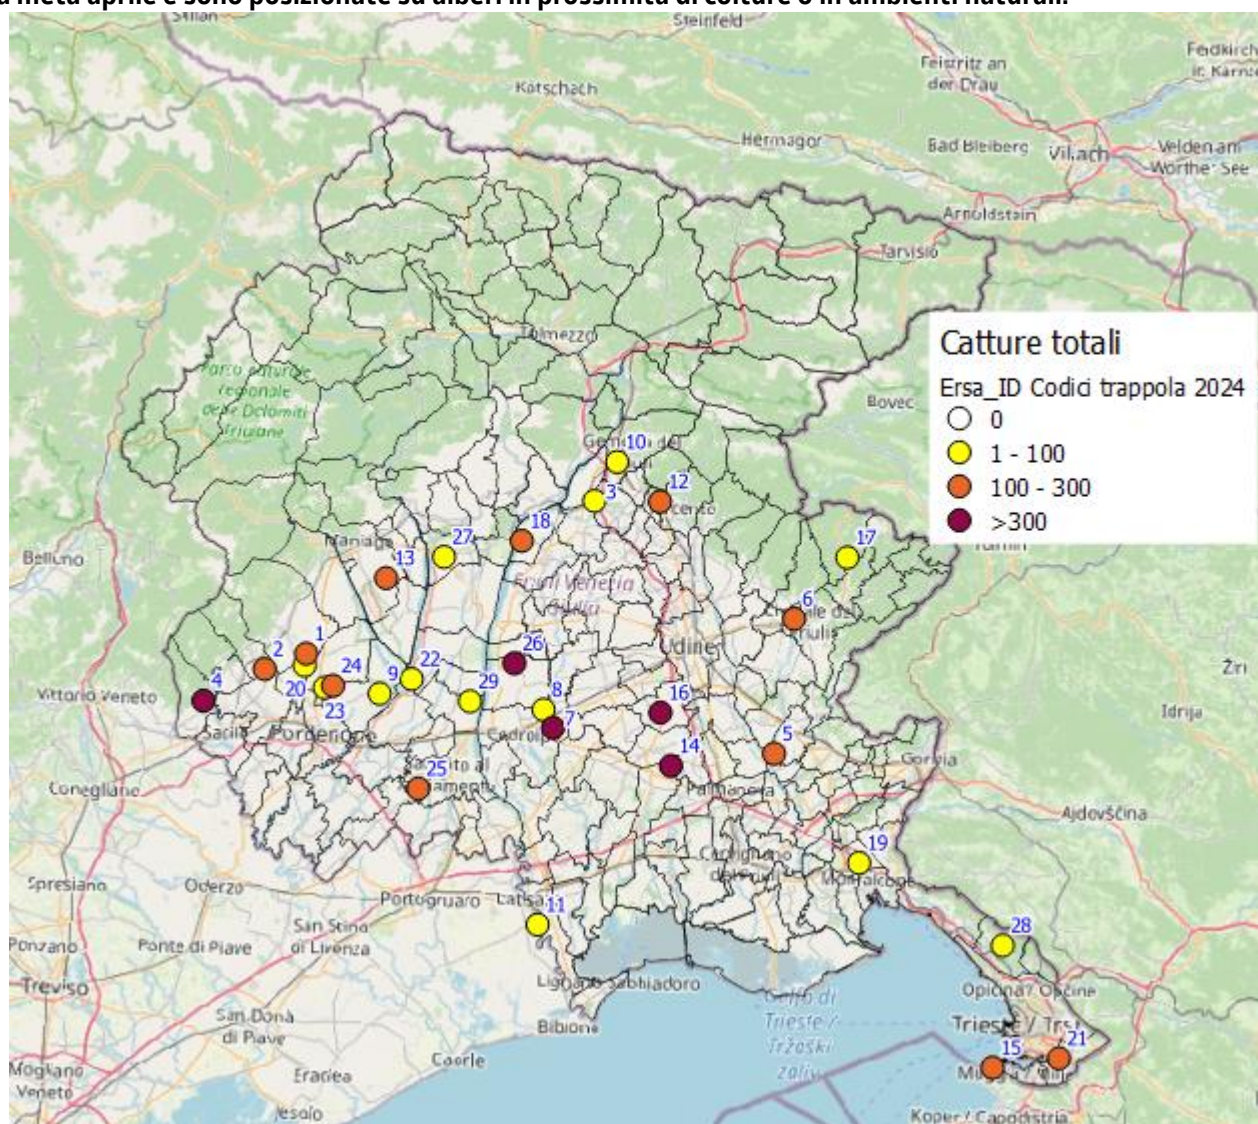 a metà aprile e sono posizionate su alberi in prossimità di colture o in ambienti naturali.
Sillian
Steinfeld
Feldkirch
in Kärnt
Feistritz an
der Drau
Kötschach
Hermagor
Bad Bleiberg
Villach
Velden am
Wörther See
Arnoldstein
Tarvisio
Tolmezzo
Parco naturale
regionale
delle Dolomiti
Friulane
Bovec
Catture totali
Ersa_ID Codici trappola 2024
0
1 - 100
100 - 300
>300
10
3
12
18
27
13
17
6
Belluno
Friuli Venezia
Giulia
Udine
1
2
20
24
23
4
9
22
29
26
8
7
16
14
5
25
Vittorio Veneto
Sacile
Pordenone
Žiri
Idrija
Conegliano
Palmanova
Gorizia
Ajdovščina
19
Monfalcone
Spresiano
Oderzo
Portogruaro
11
28
San Stino
di Livenza
Ponzano
Ponte di Piave
Treviso
Lignano Sabbiadoro
Opicina / Opčine
San Donà
di Piave
Bibione
Golfo di
Trieste /
Tržaški
zaliv
Trieste / Trst
15
21
Caorle
Mogliano
Veneto
Eraclea
Jesolo
Koper / Capodistria